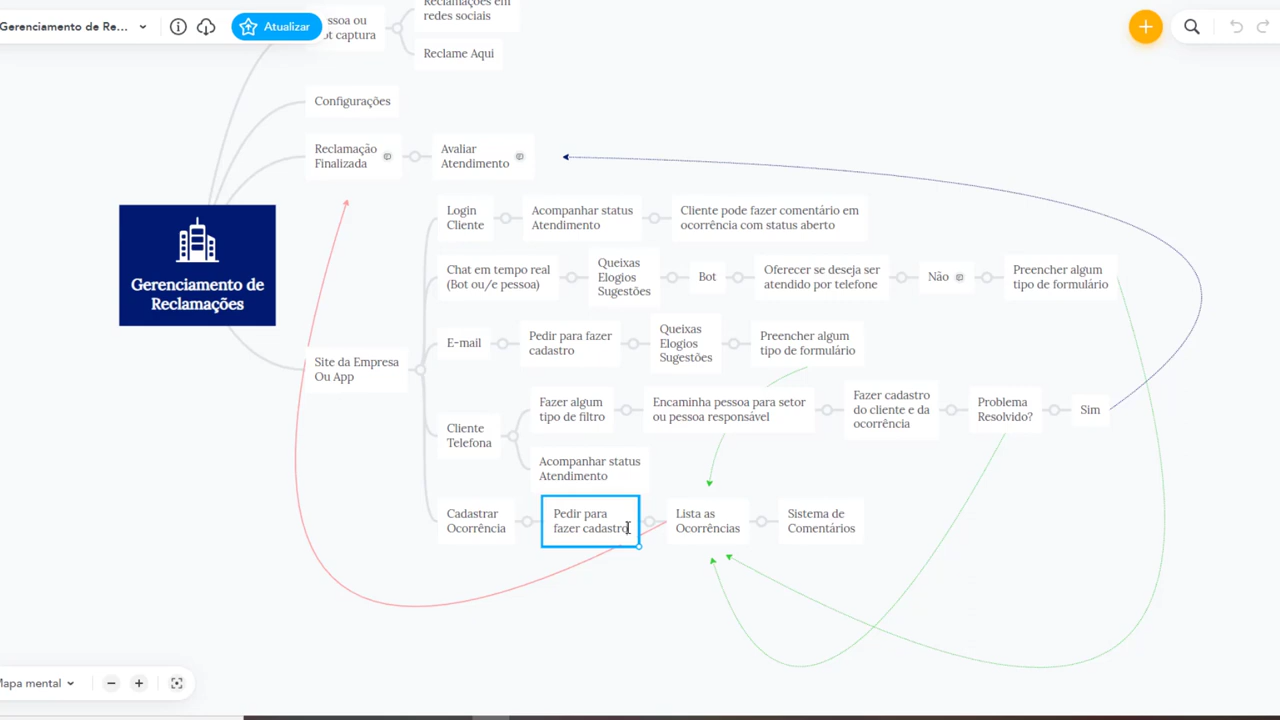 Gerenciamento de Re...
Atualizar
ssoa ou
ot captura
Reclamações em
redes sociais
Reclame Aqui
Configurações
Reclamação
Finalizada
Avaliar
Atendimento
Gerenciamento de
Reclamações
Site da Empresa
Ou App
Login
Cliente
Acompanhar status
Atendimento
Cliente pode fazer comentário em
ocorrência com status aberto
Chat em tempo real
(Bot ou/e pessoa)
Queixas
Elogios
Sugestões
Bot
Oferecer se deseja ser
atendido por telefone
Não
Preencher algum
tipo de formulário
E-mail
Pedir para fazer
cadastro
Queixas
Elogios
Sugestões
Preencher algum
tipo de formulário
Cliente
Telefona
Fazer algum
tipo de filtro
Encaminha pessoa para setor
ou pessoa responsável
Fazer cadastro
do cliente e da
ocorrência
Problema
Resolvido?
Sim
Acompanhar status
Atendimento
Cadastrar
Ocorrência
Pedir para
fazer cadastro
Lista as
Ocorrências
Sistema de
Comentários
Mapa mental